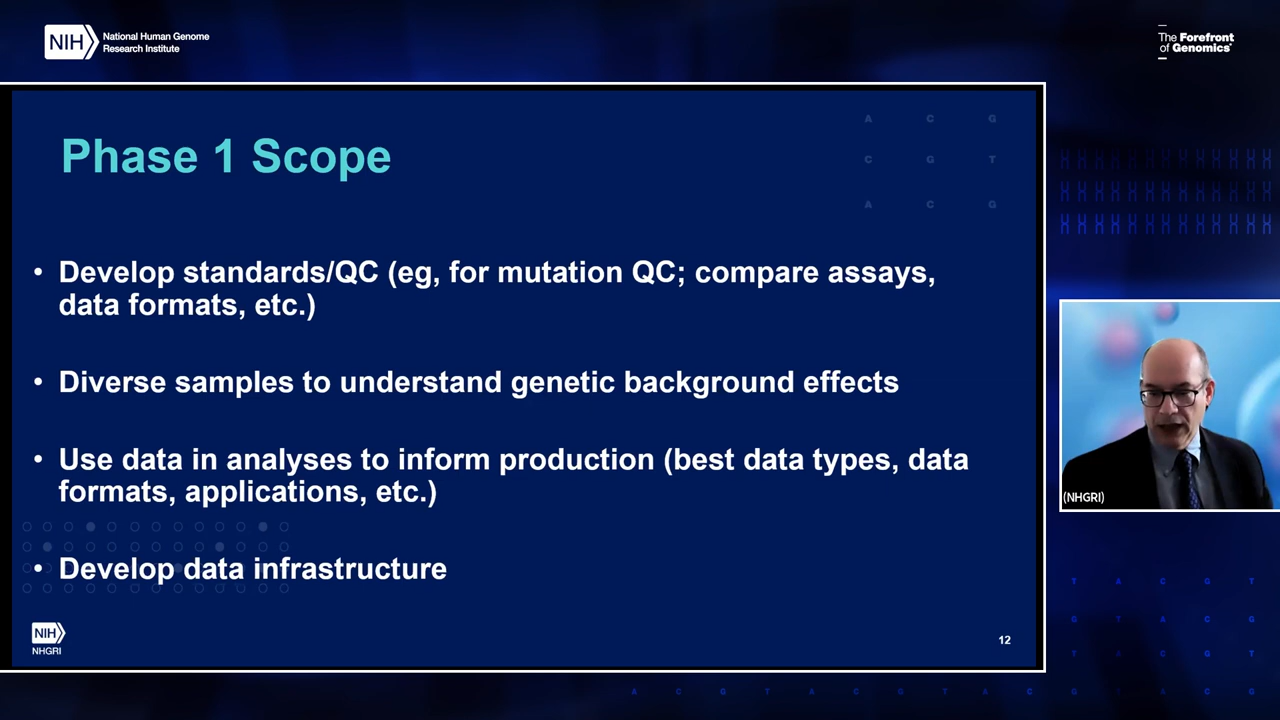 NIH
National Human Genome
Research Institute
The Forefront
of Genomics®
Phase 1 Scope
A C G
C G T
A C G
• Develop standards/QC (eg, for mutation QC; compare assays,
data formats, etc.)
• Diverse samples to understand genetic background effects
• Use data in analyses to inform production (best data types, data
formats, applications, etc.)
• Develop data infrastructure
NIH
NHGRI
12
(NHGRI)
T A C G T
G T A C G
T A C G T
A C G T A C G T A C G T A C G